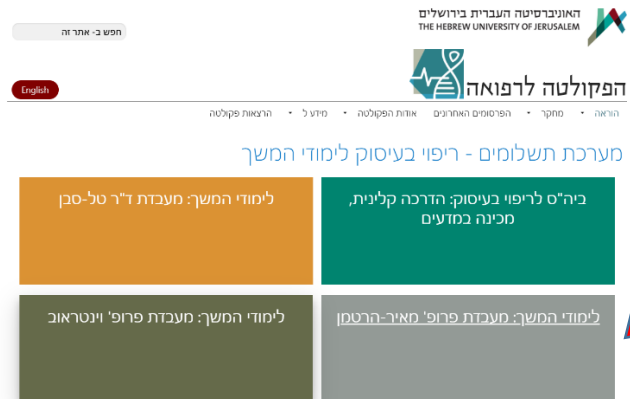 האוניברסיטה העברית בירושלים
THE HEBREW UNIVERSITY OF JERUSALEM
חפש ב- אתר זה
הפקולטה לרפואה
English
הוראה
מחקר
הפרסומים האחרונים
אודות הפקולטה
מידע ל
הרצאות פקולטה
מערכת תשלומים - ריפוי בעיסוק לימודי המשך
ביה"ס לריפוי בעיסוק: הדרכה קלינית,
מכינה במדעים
לימודי המשך: מעבדת ד"ר טל-סבן
לימודי המשך: מעבדת פרופ' מאיר-הרטמן
לימודי המשך: מעבדת פרופ' וינטראוב